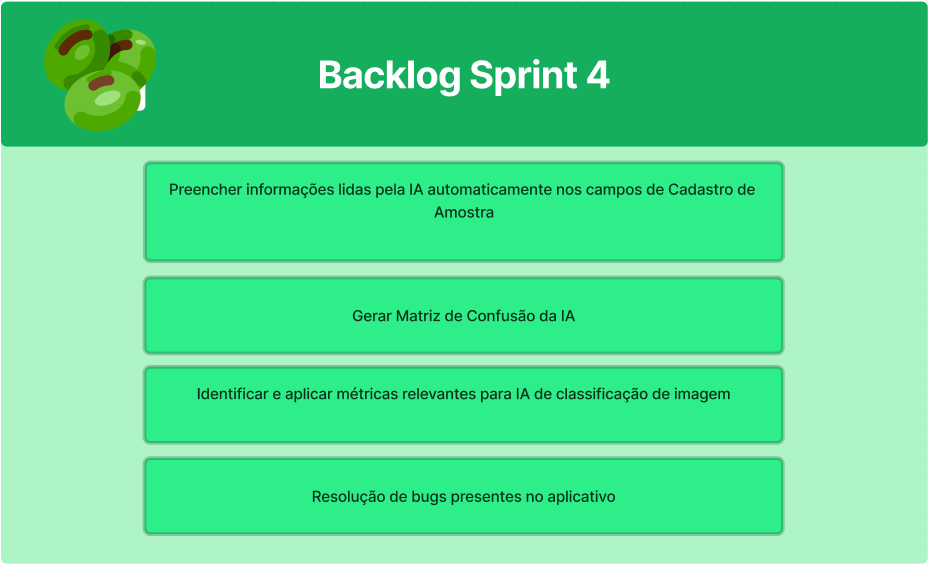 Backlog Sprint 4
Preencher informações lidas pela IA automaticamente nos campos de Cadastro de
Amostra
Gerar Matriz de Confusão da IA
Identificar e aplicar métricas relevantes para IA de classificação de imagem
Resolução de bugs presentes no aplicativo